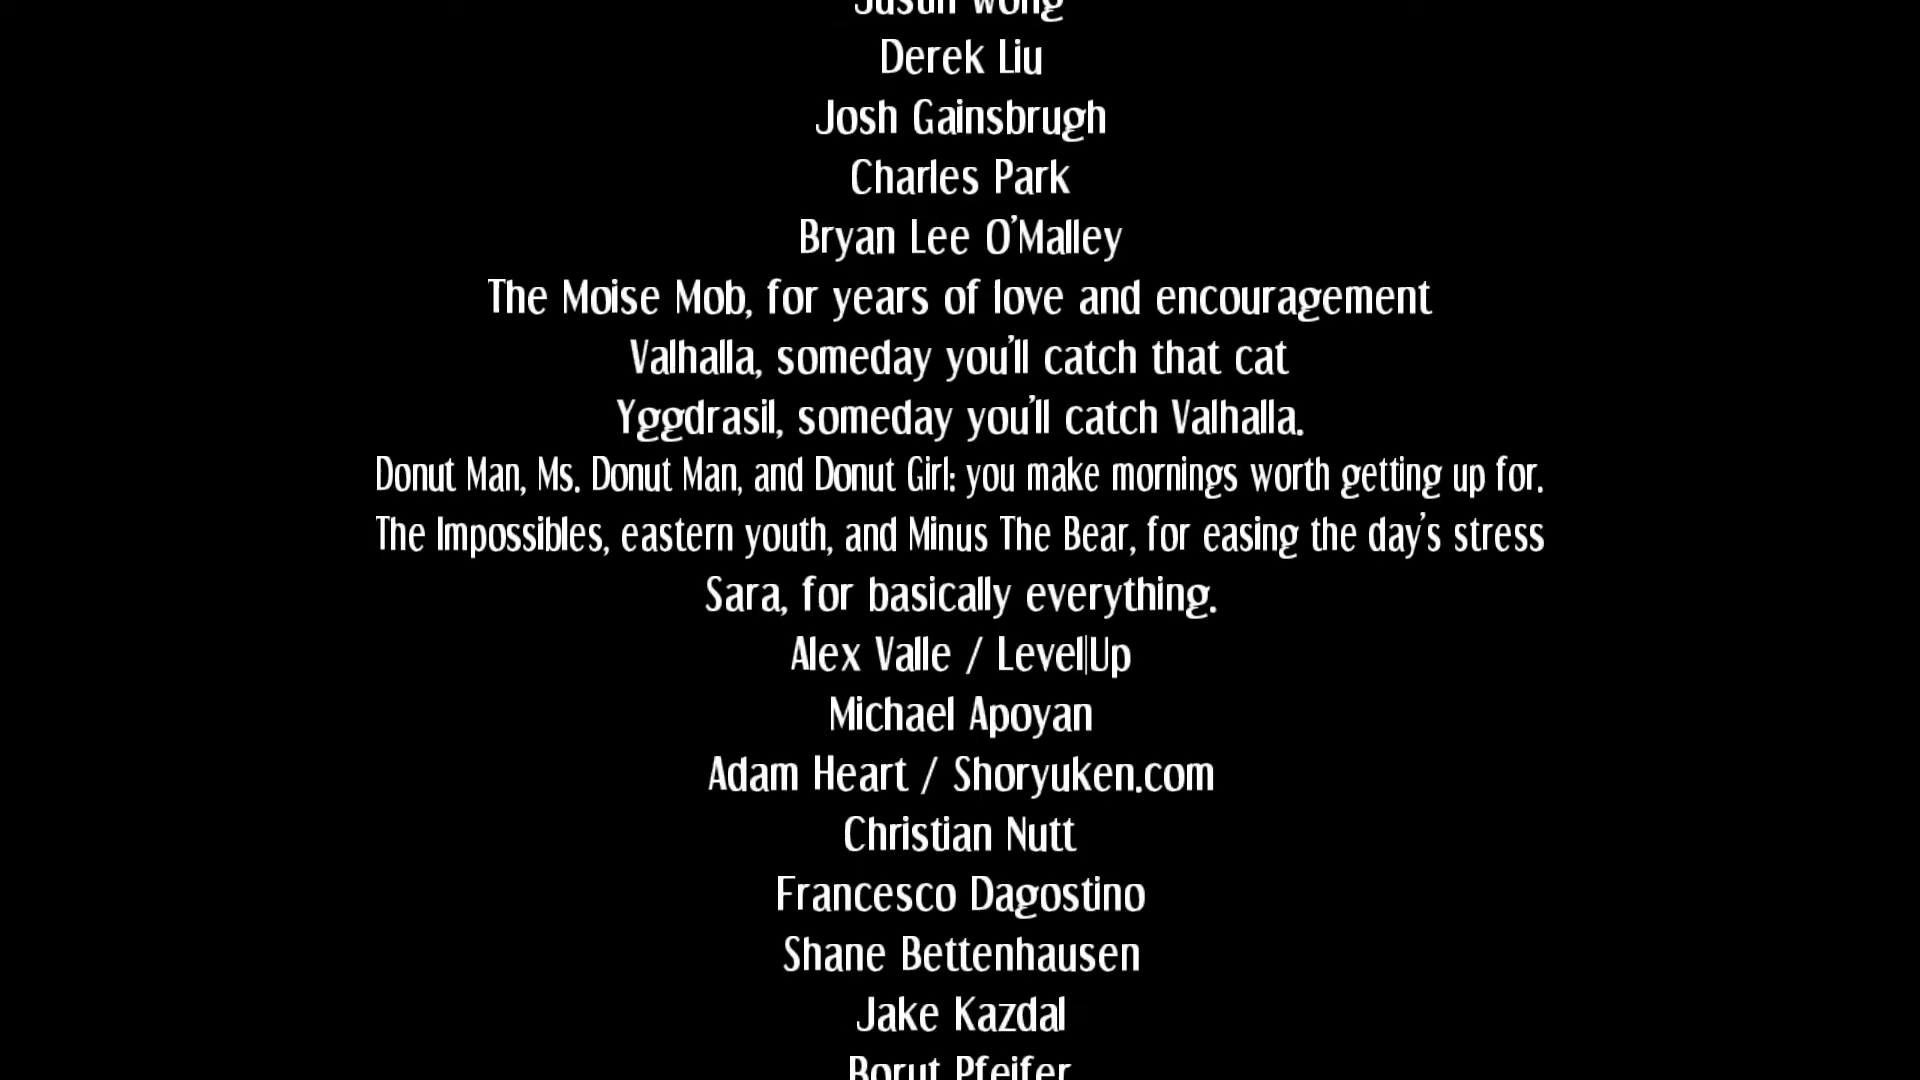 Justin Wong
Derek Liu
Josh Gainsbrugh
Charles Park
Bryan Lee O'Malley
The Moise Mob, for years of love and encouragement
Valhalla, someday you'll catch that cat
Yggdrasil, someday you'll catch Valhalla.
Donut Man, Ms. Donut Man, and Donut Girl: you make mornings worth getting up for.
The Impossibles, eastern youth, and Minus The Bear, for easing the day's stress
Sara, for basically everything.
Alex Valle / Level|Up
Michael Apoyan
Adam Heart / Shoryuken.com
Christian Nutt
Francesco Dagostino
Shane Bettenhausen
Jake Kazdal
Borut Pfeifer